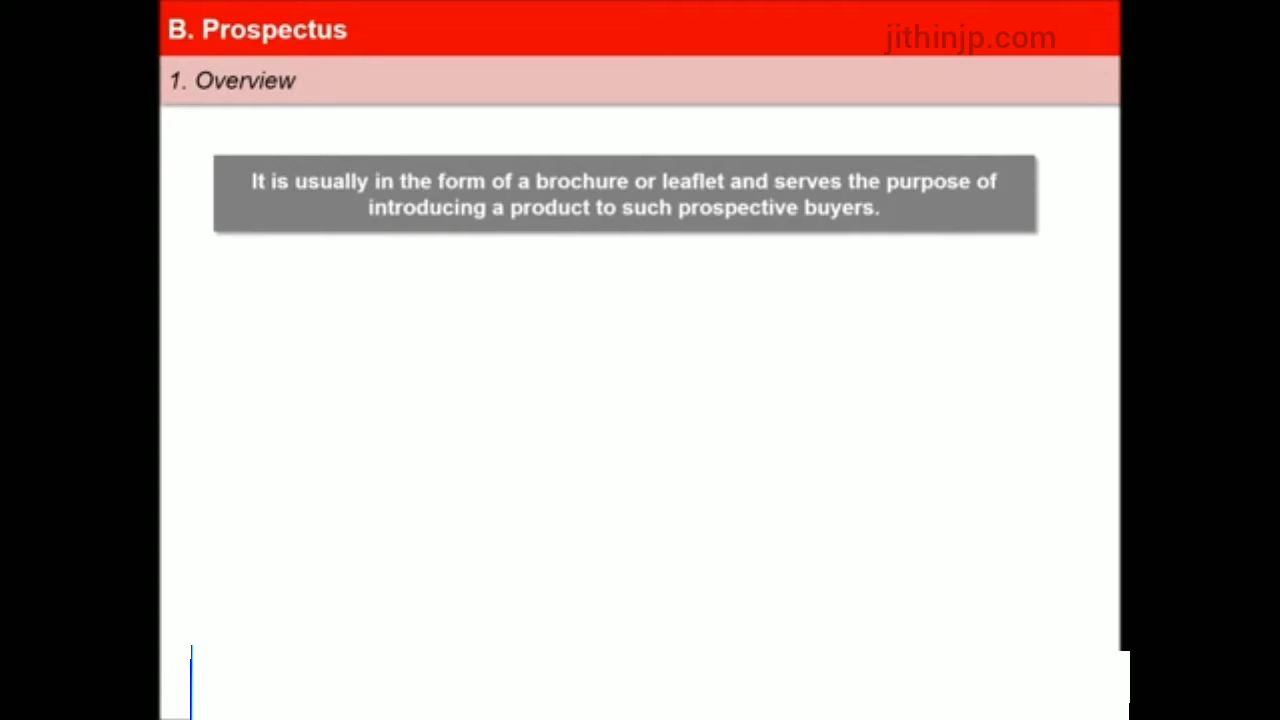 B. Prospectus
jithinjp.com
1. Overview
It is usually in the form of a brochure or leaflet and serves the purpose of
introducing a product to such prospective buyers.